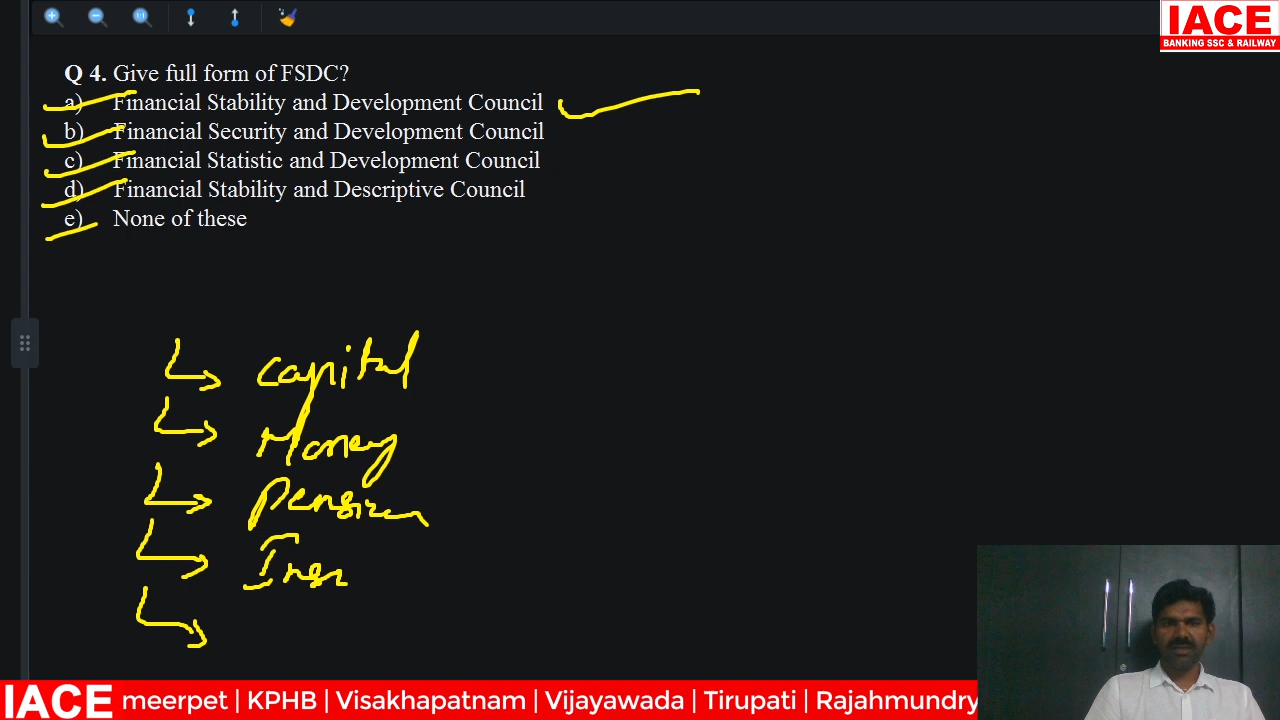 IACE
BANKING SSC & RAILWAY
Q 4. Give full form of FSDC?
a) Financial Stability and Development Council
b) Financial Security and Development Council
c) Financial Statistic and Development Council
d) Financial Stability and Descriptive Council
e) None of these
Capital
Money
Pension
IACE meerpet | KPHB | Visakhapatnam | Vijayawada | Tirupati | Rajahmundry